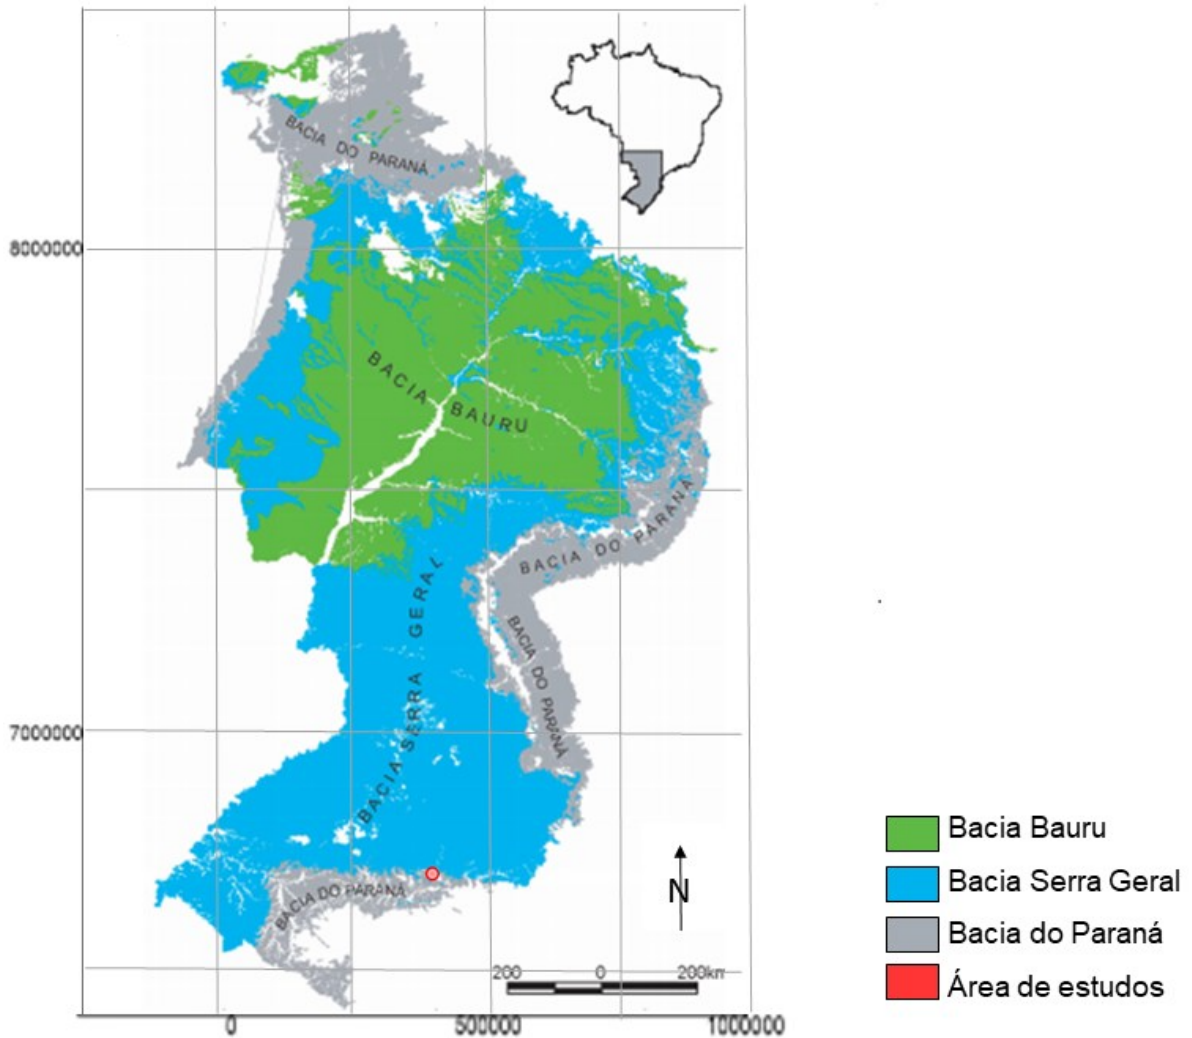 BACIA DO PARANÁ
8000000
BACIA BAURU
BACIA DO PARANÁ
BACIA SERRA GERAL
BACIA DO PARANÁ
7000000
BACIA DO PARANÁ
N
200 0 200km
0 500000 1000000
Bacia Bauru
Bacia Serra Geral
Bacia do Paraná
Área de estudos